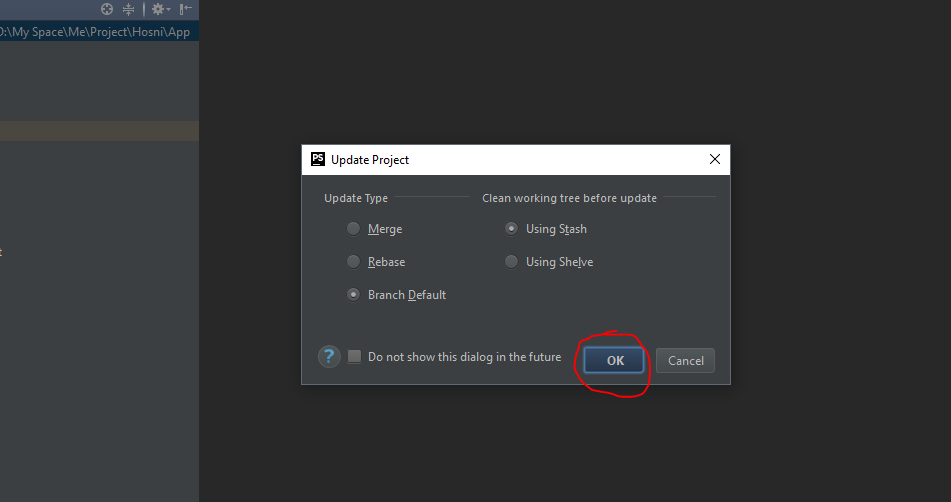 D:\My Space\Me\Project\Hosni\App
t
PS Update Project
Update Type
Clean working tree before update
Merge
Using Stash
Rebase
Using Shelve
Branch Default
? Do not show this dialog in the future
OK
Cancel